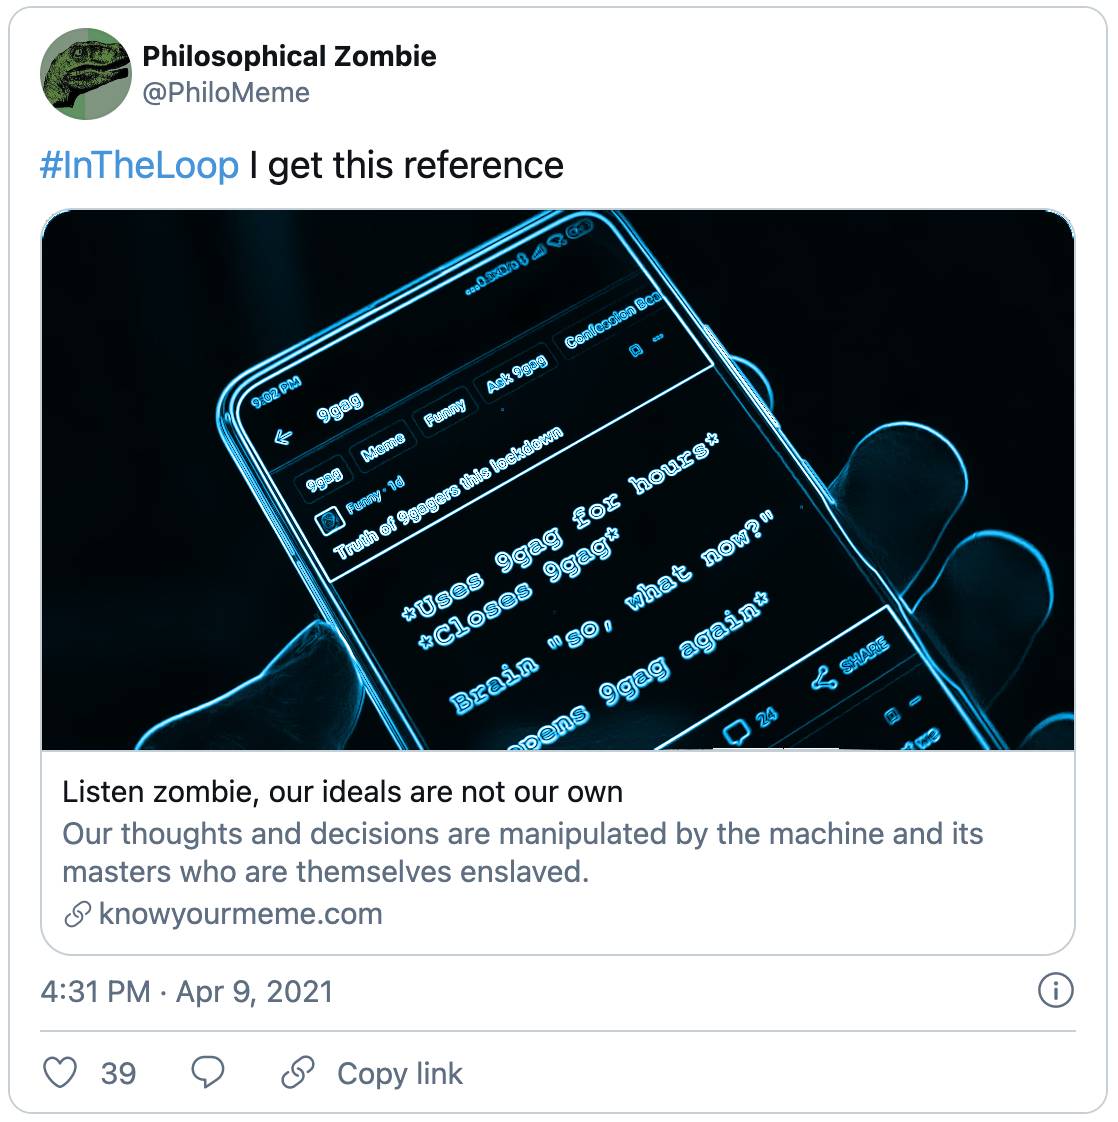 Philosophical Zombie
@PhiloMeme
#InTheLoop I get this reference
9:02 PM
9gag
9gag Meme Funny Ask 9gag Confession Bea
Funny · 1d
Truth of 9gagers this lockdown
*Uses 9gag for hours*
*Closes 9gag*
Brain "so, what now?"
pens 9gag again*
24 SHARE
Listen zombie, our ideals are not our own
Our thoughts and decisions are manipulated by the machine and its
masters who are themselves enslaved.
knowyourmeme.com
4:31 PM · Apr 9, 2021
39 Copy link